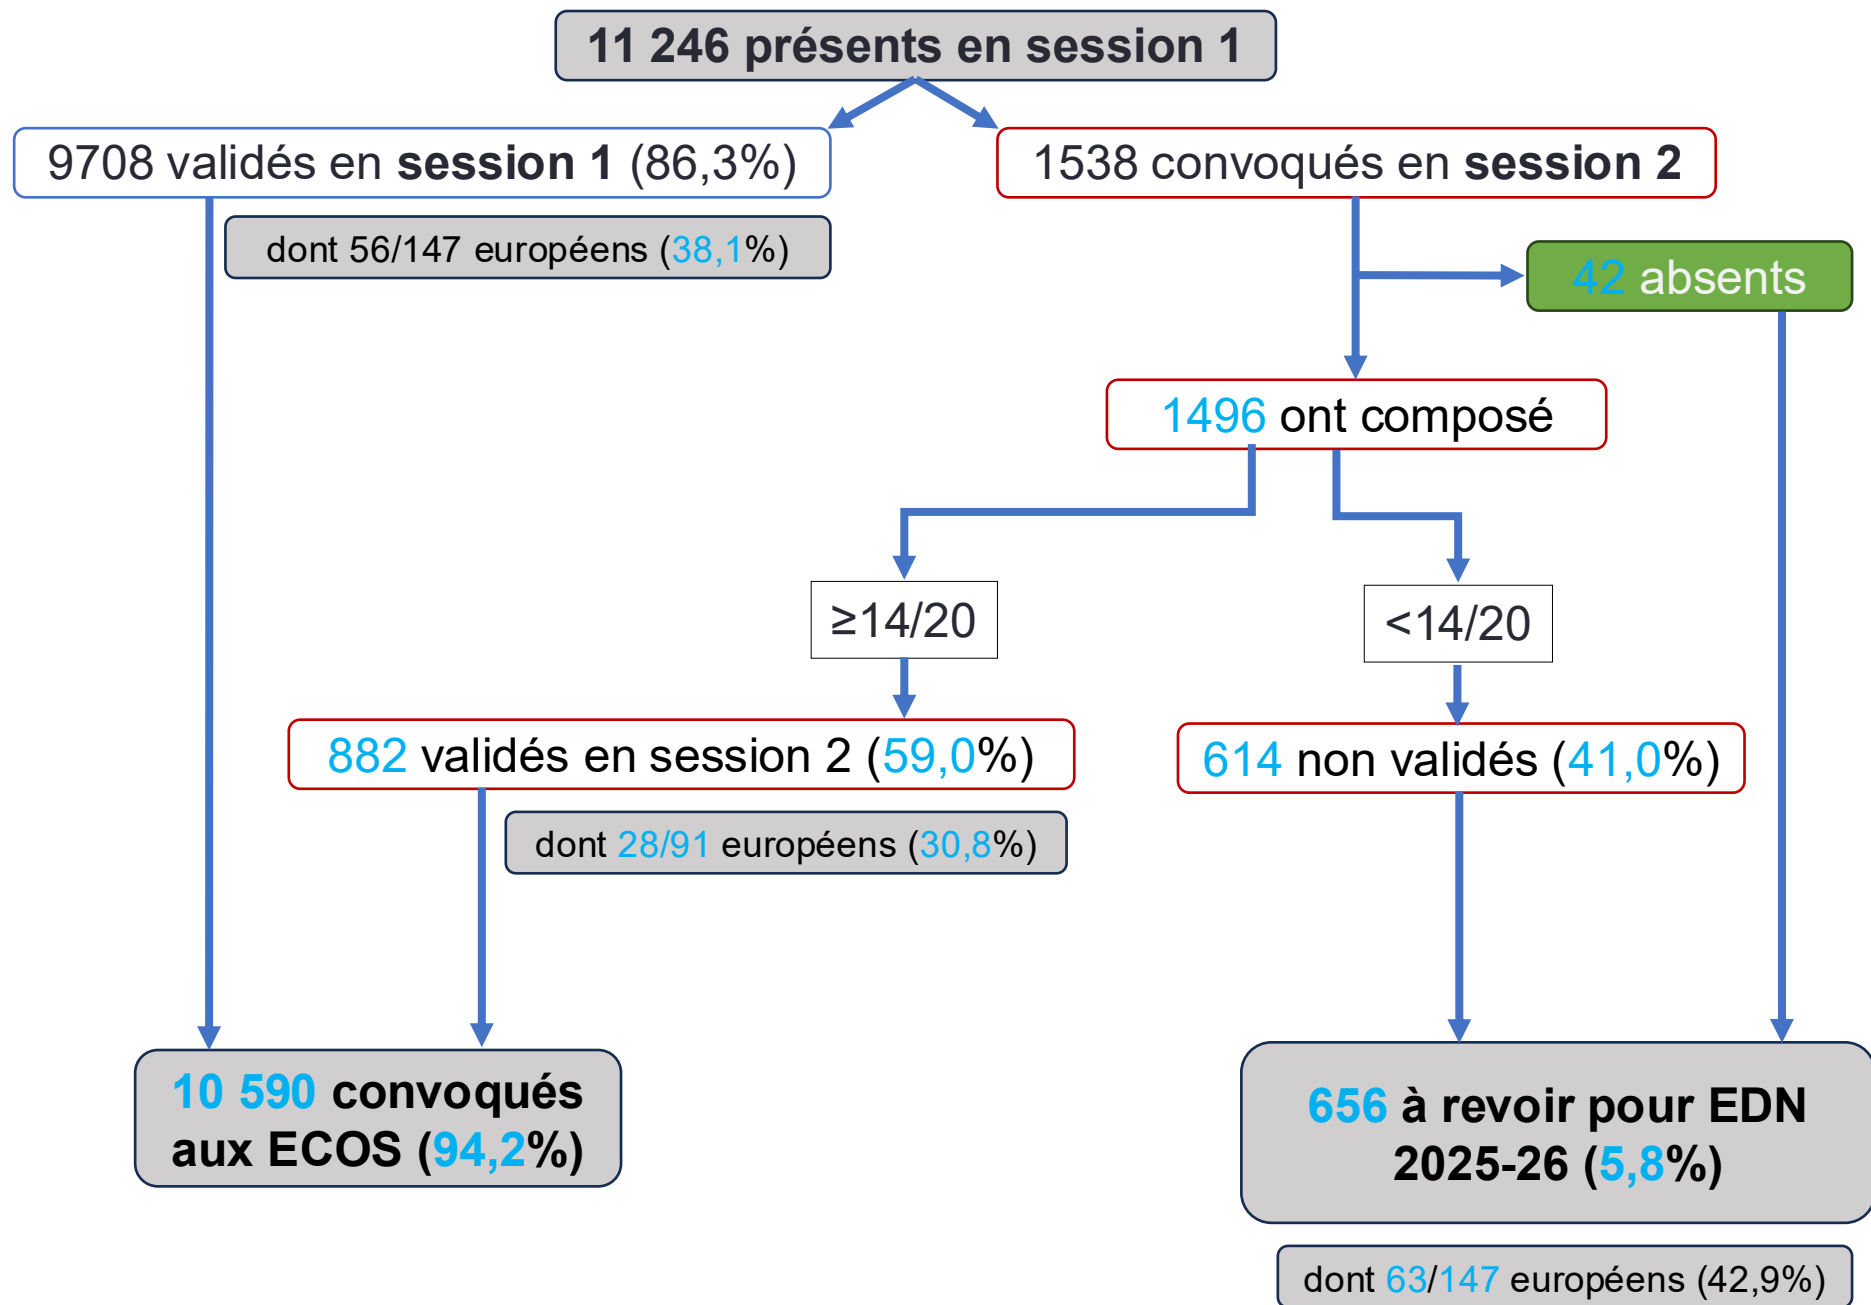 11 246 présents en session 1
9708 validés en session 1 (86,3%)
1538 convoqués en session 2
dont 56/147 européens (38,1%)
42 absents
1496 ont composé
≥14/20
<14/20
882 validés en session 2 (59,0%)
614 non validés (41,0%)
dont 28/91 européens (30,8%)
10 590 convoqués
aux ECOS (94,2%)
656 à revoir pour EDN
2025-26 (5,8%)
dont 63/147 européens (42,9%)